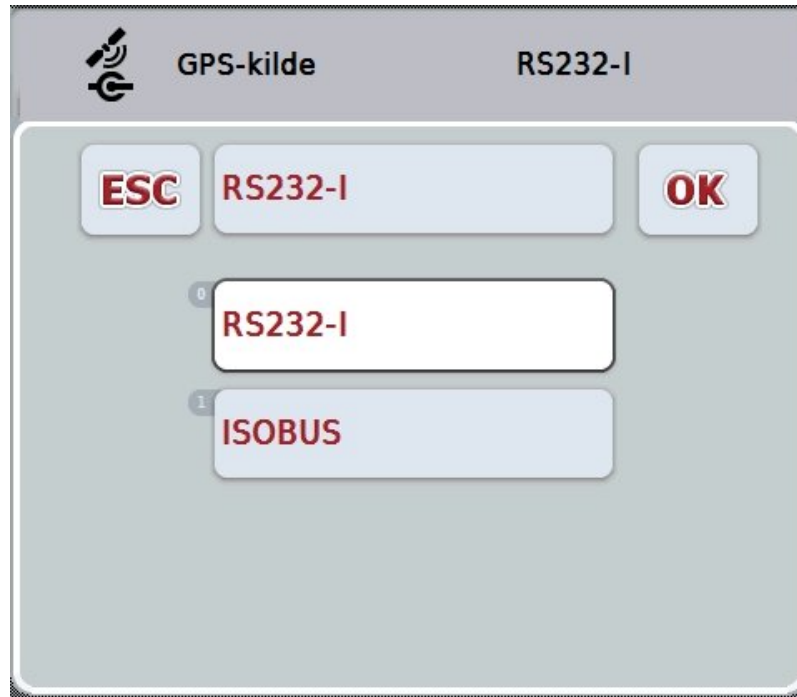 GPS-kilde RS232-I
ESC RS232-I OK
0
RS232-I
1
ISOBUS